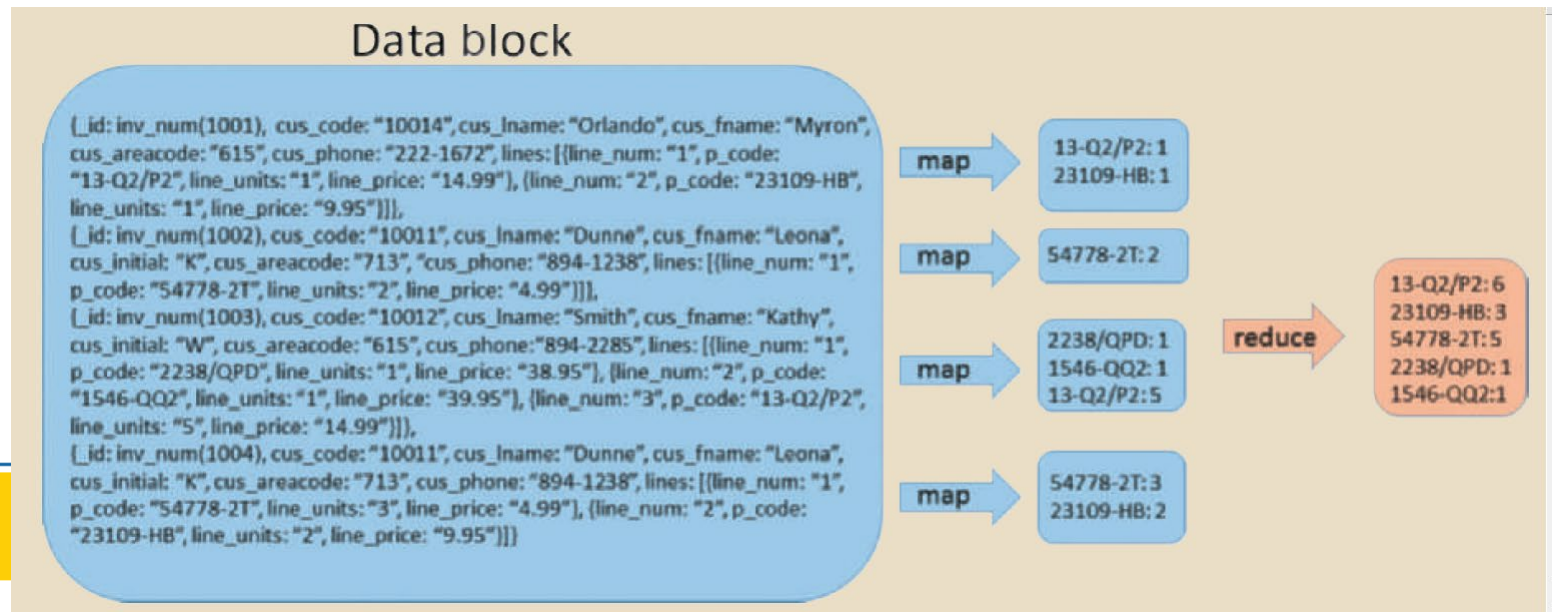 Data block
{_id: inv_num(1001), cus_code: "10014", cus_lname: "Orlando", cus_fname: "Myron",
cus_areacode: "615", cus_phone: "222-1672", lines: [{line_num: "1", p_code:
"13-Q2/P2", line_units: "1", line_price: "14.99"}, {line_num: "2", p_code: "23109-HB",
line_units: "1", line_price: "9.95"}]},
{_id: inv_num(1002), cus_code: "10011", cus_lname: "Dunne", cus_fname: "Leona",
cus_initial: "K", cus_areacode: "713", "cus_phone: "894-1238", lines: [{line_num: "1",
p_code: "54778-2T", line_units: "2", line_price: "4.99"}]},
{_id: inv_num(1003), cus_code: "10012", cus_lname: "Smith", cus_fname: "Kathy",
cus_initial: "W", cus_areacode: "615", cus_phone:"894-2285", lines: [{line_num: "1",
p_code: "2238/QPD", line_units: "1", line_price: "38.95"}, {line_num: "2", p_code:
"1546-QQ2", line_units: "1", line_price: "39.95"}, {line_num: "3", p_code: "13-Q2/P2",
line_units: "5", line_price: "14.99"}]},
{_id: inv_num(1004), cus_code: "10011", cus_lname: "Dunne", cus_fname: "Leona",
cus_initial: "K", cus_areacode: "713", cus_phone: "894-1238", lines: [{line_num: "1",
p_code: "54778-2T", line_units: "3", line_price: "4.99"}, {line_num: "2", p_code:
"23109-HB", line_units: "2", line_price: "9.95"}]}
map
13-Q2/P2: 1
23109-HB: 1
map
54778-2T: 2
map
2238/QPD: 1
1546-QQ2: 1
13-Q2/P2: 5
map
54778-2T: 3
23109-HB: 2
reduce
13-Q2/P2: 6
23109-HB: 3
54778-2T: 5
2238/QPD: 1
1546-QQ2:1